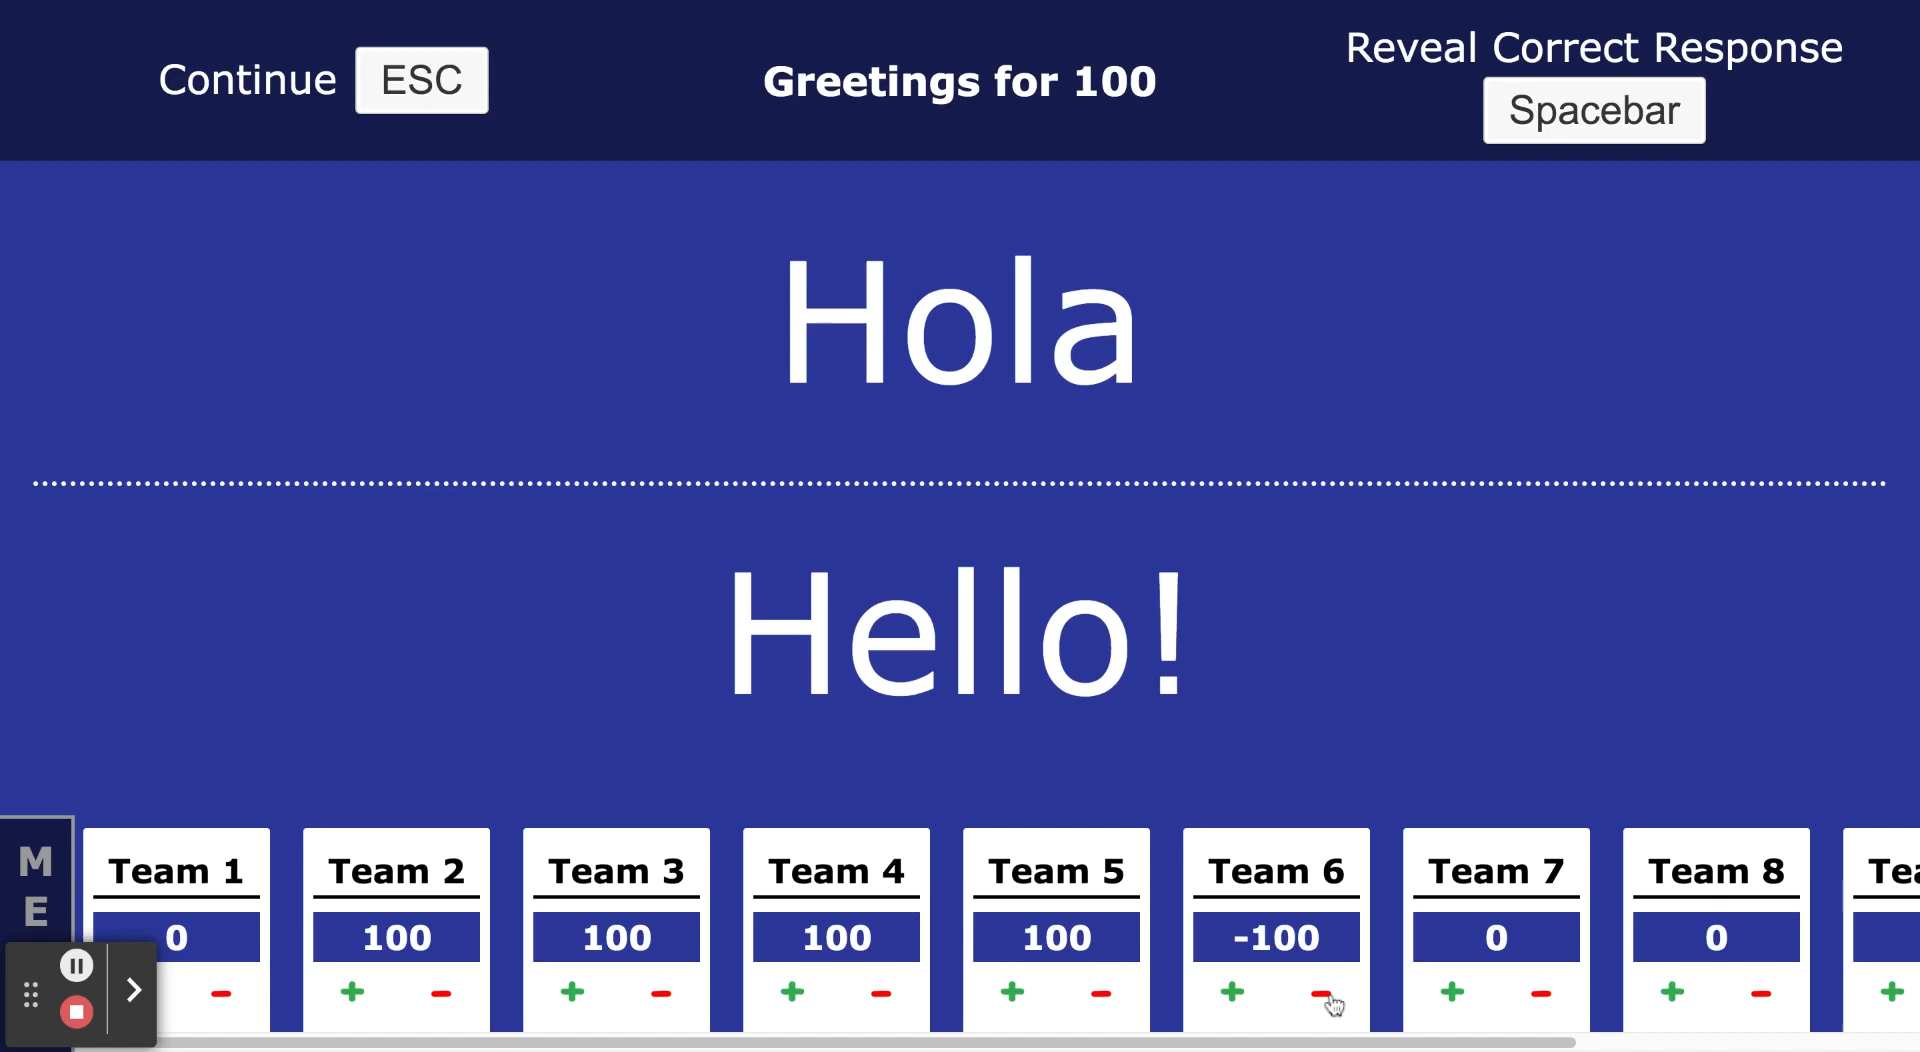 Continue ESC
Greetings for 100
Reveal Correct Response
Spacebar
Hola
Hello!
M
E
Team 1 Team 2 Team 3 Team 4 Team 5 Team 6 Team 7 Team 8 Tea
0 100 100 100 100 -100 0 0
+ - + - + - + - + - + - + - - +